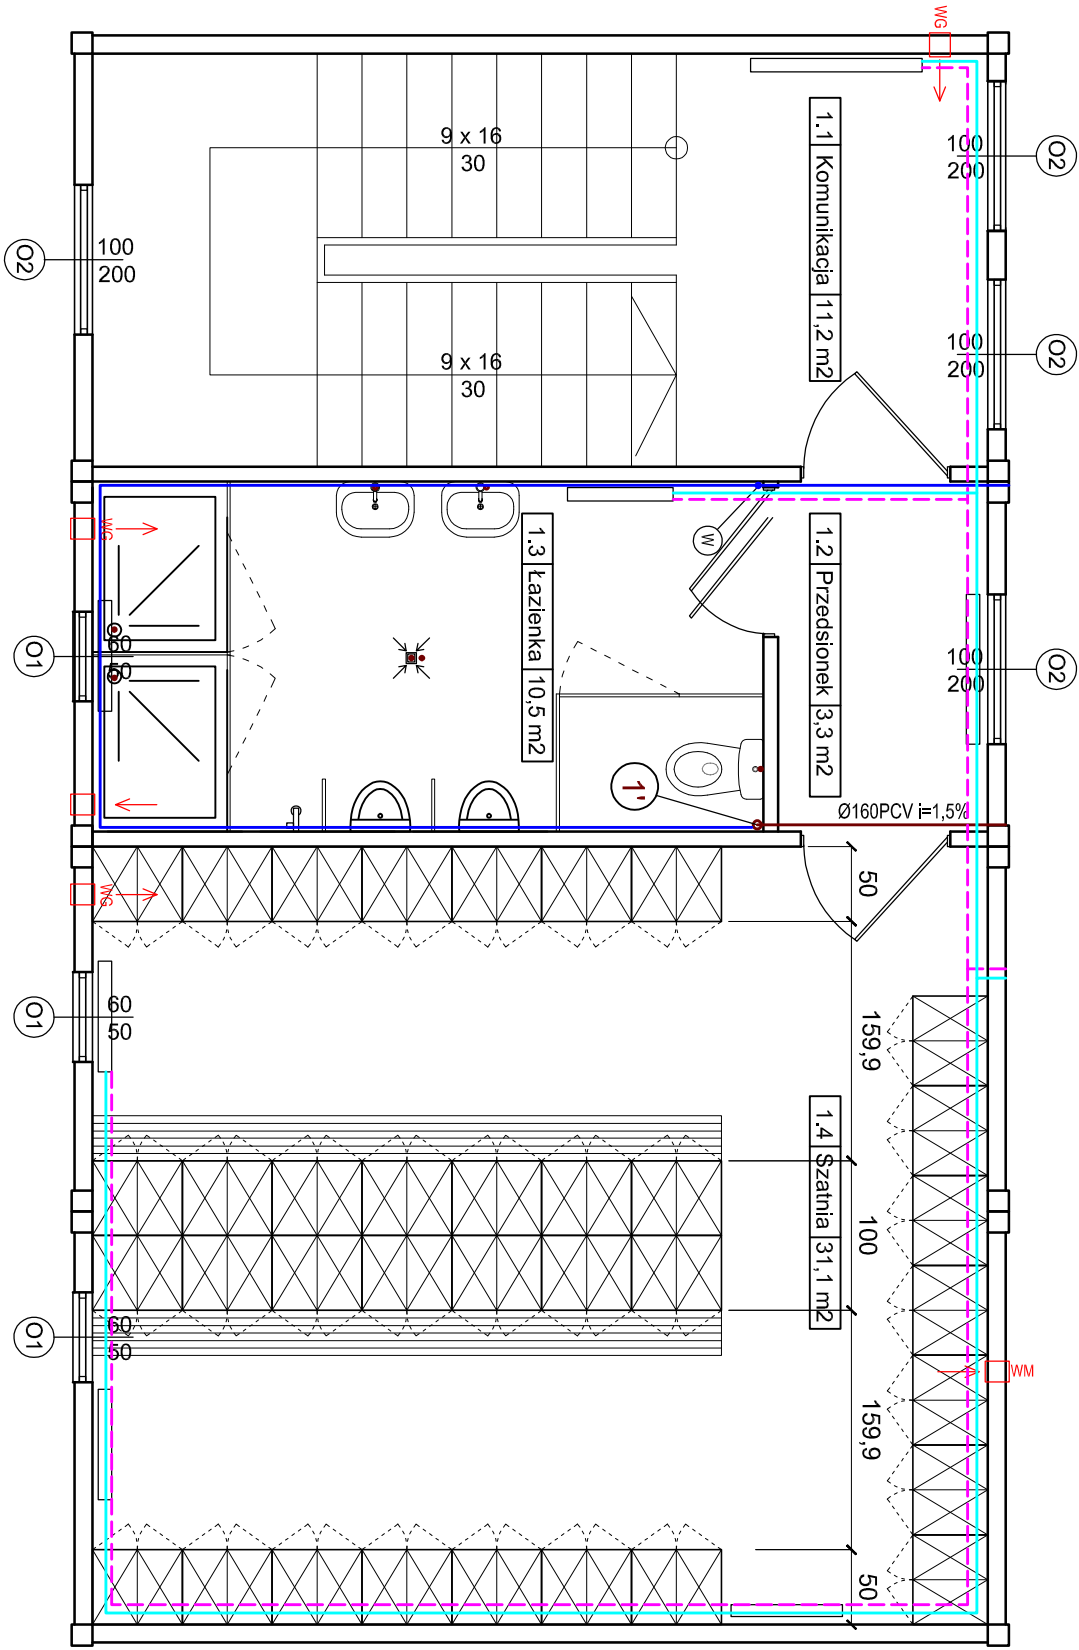 WG
O2
100
200
9 x 16
30
1.1 Komunikacja 11,2 m2
O2
100
200
100
200
O2
9 x 16
30
WG
W
1.3 Łazienka 10,5 m2
1.2 Przedsionek 3,3 m2
O1
60
50
100
200
O2
1'
Ø160PCV i=1,5%
WG
50
O1
60
50
159,9
1.4 Szatnia 31,1 m2
100
O1
60
50
WM
159,9
50